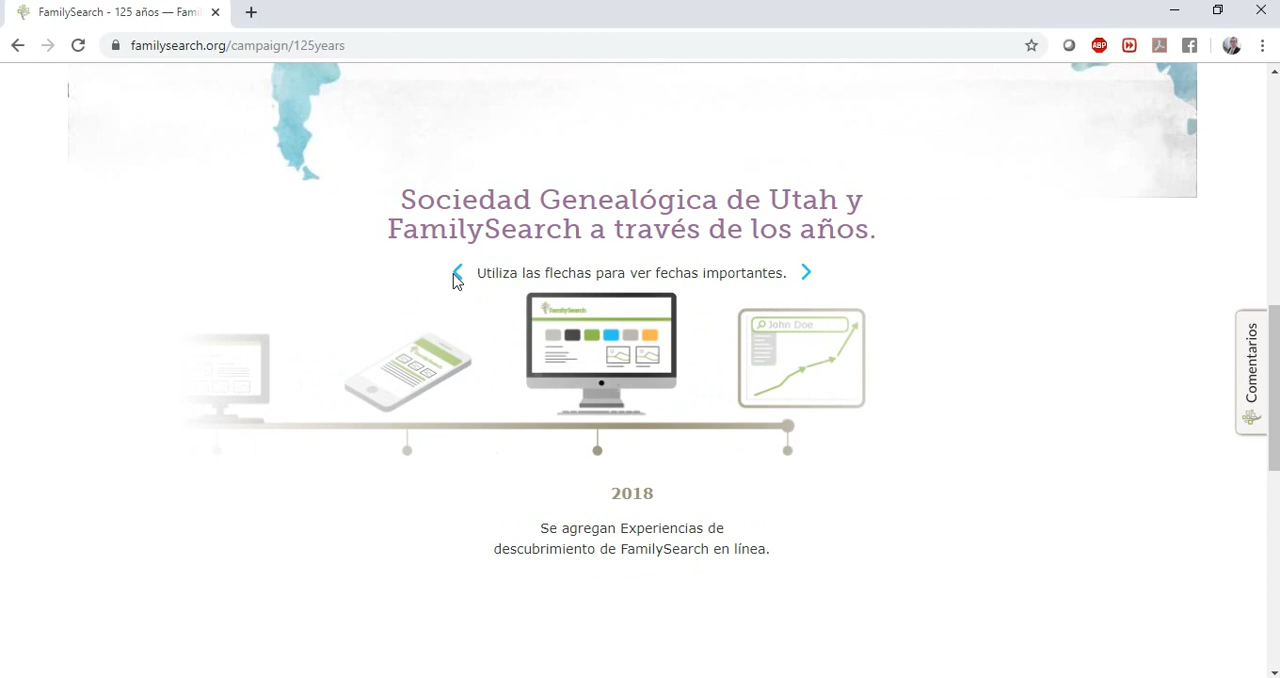 FamilySearch - 125 años — Fami
familysearch.org/campaign/125years
ABP
Sociedad Genealógica de Utah y
FamilySearch a través de los años.
Utiliza las flechas para ver fechas importantes.
FamilySearch
John Doe
2018
Se agregan Experiencias de
descubrimiento de FamilySearch en línea.
Comentarios